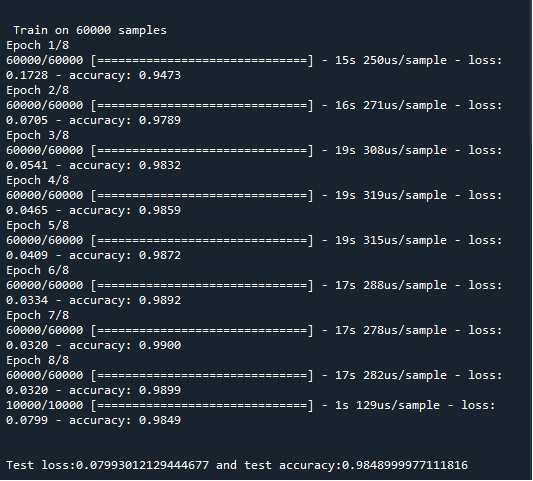 Train on 60000 samples
Epoch 1/8
60000/60000 [==============================] - 15s 250us/sample - loss:
0.1728 - accuracy: 0.9473
Epoch 2/8
60000/60000 [==============================] - 16s 271us/sample - loss:
0.0705 - accuracy: 0.9789
Epoch 3/8
60000/60000 [==============================] - 19s 308us/sample - loss:
0.0541 - accuracy: 0.9832
Epoch 4/8
60000/60000 [==============================] - 19s 319us/sample - loss:
0.0465 - accuracy: 0.9859
Epoch 5/8
60000/60000 [==============================] - 19s 315us/sample - loss:
0.0409 - accuracy: 0.9872
Epoch 6/8
60000/60000 [==============================] - 17s 288us/sample - loss:
0.0334 - accuracy: 0.9892
Epoch 7/8
60000/60000 [==============================] - 17s 278us/sample - loss:
0.0320 - accuracy: 0.9900
Epoch 8/8
60000/60000 [==============================] - 17s 282us/sample - loss:
0.0320 - accuracy: 0.9899
10000/10000 [==============================] - 1s 129us/sample - loss:
0.0799 - accuracy: 0.9849
Test loss:0.07993012129444677 and test accuracy:0.9848999977111816